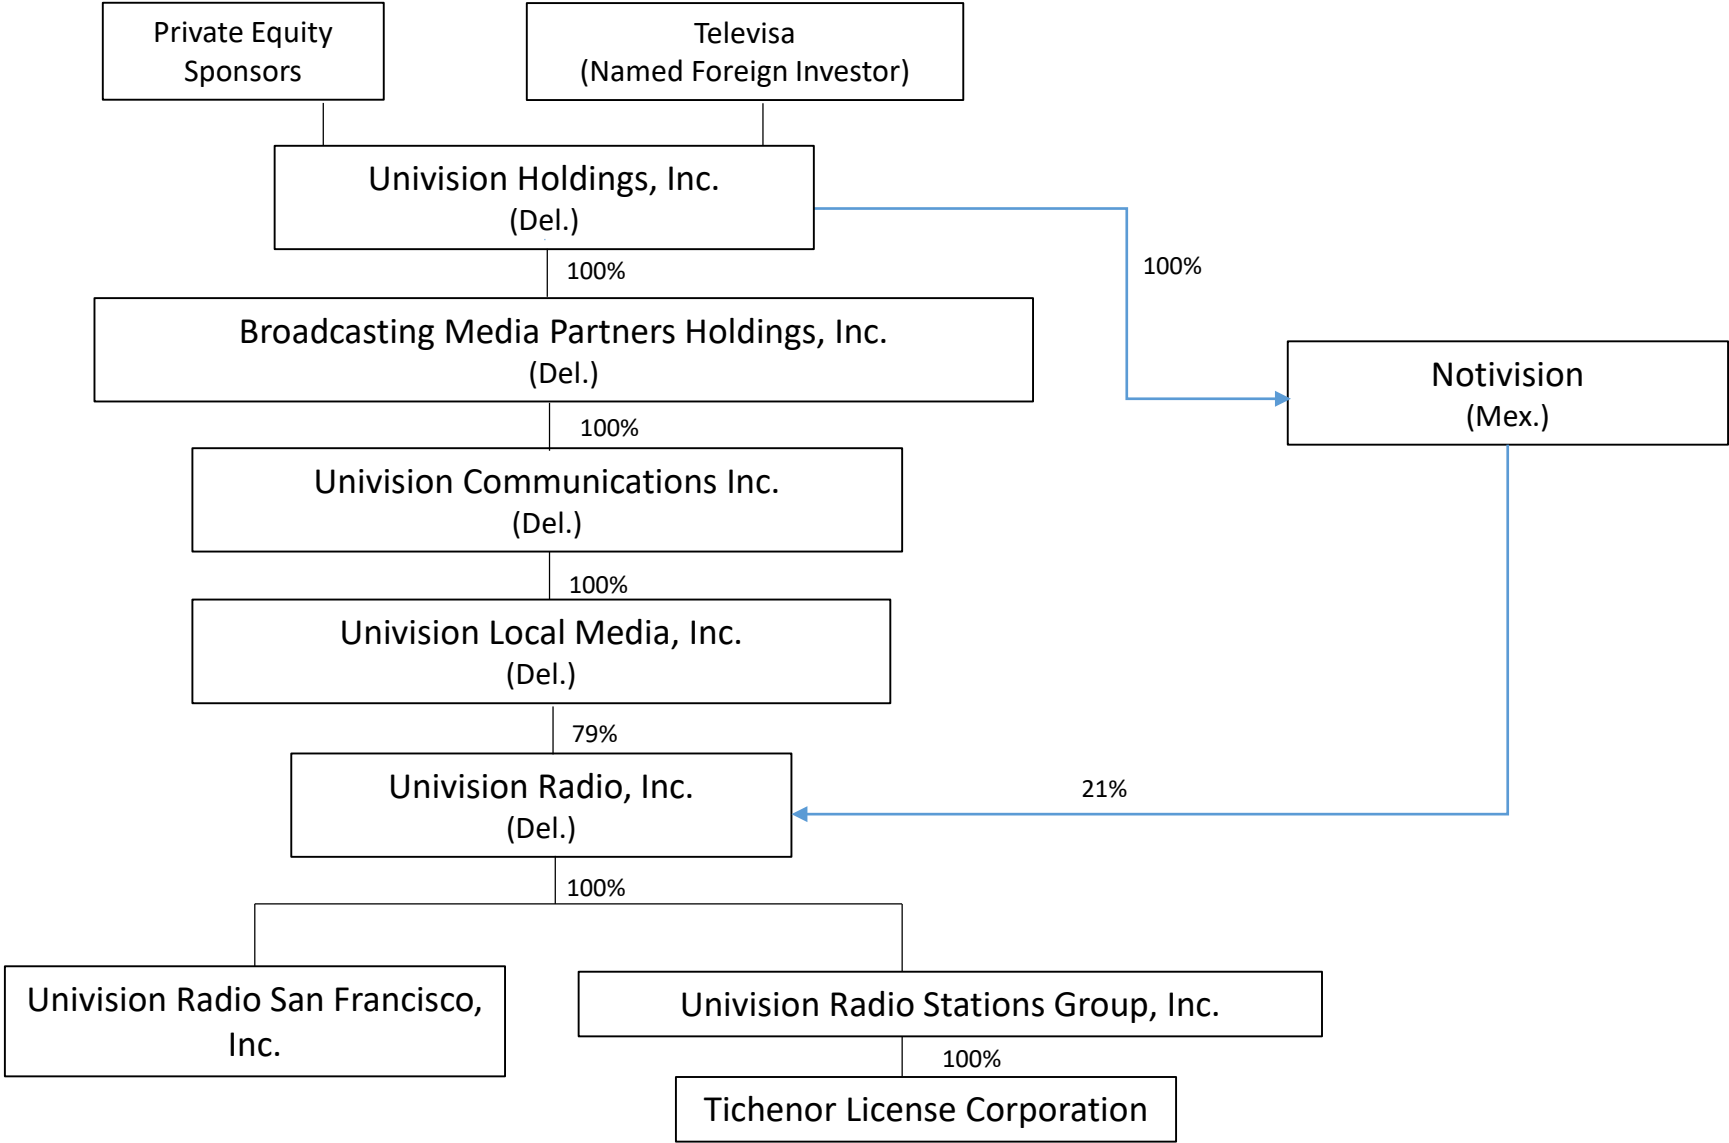 Private Equity
Sponsors
Televisa
(Named Foreign Investor)
Univision Holdings, Inc.
(Del.)
100%
100%
Broadcasting Media Partners Holdings, Inc.
(Del.)
Notivision
(Mex.)
100%
Univision Communications Inc.
(Del.)
100%
Univision Local Media, Inc.
(Del.)
79%
Univision Radio, Inc.
(Del.)
21%
100%
Univision Radio San Francisco,
Inc.
Univision Radio Stations Group, Inc.
100%
Tichenor License Corporation